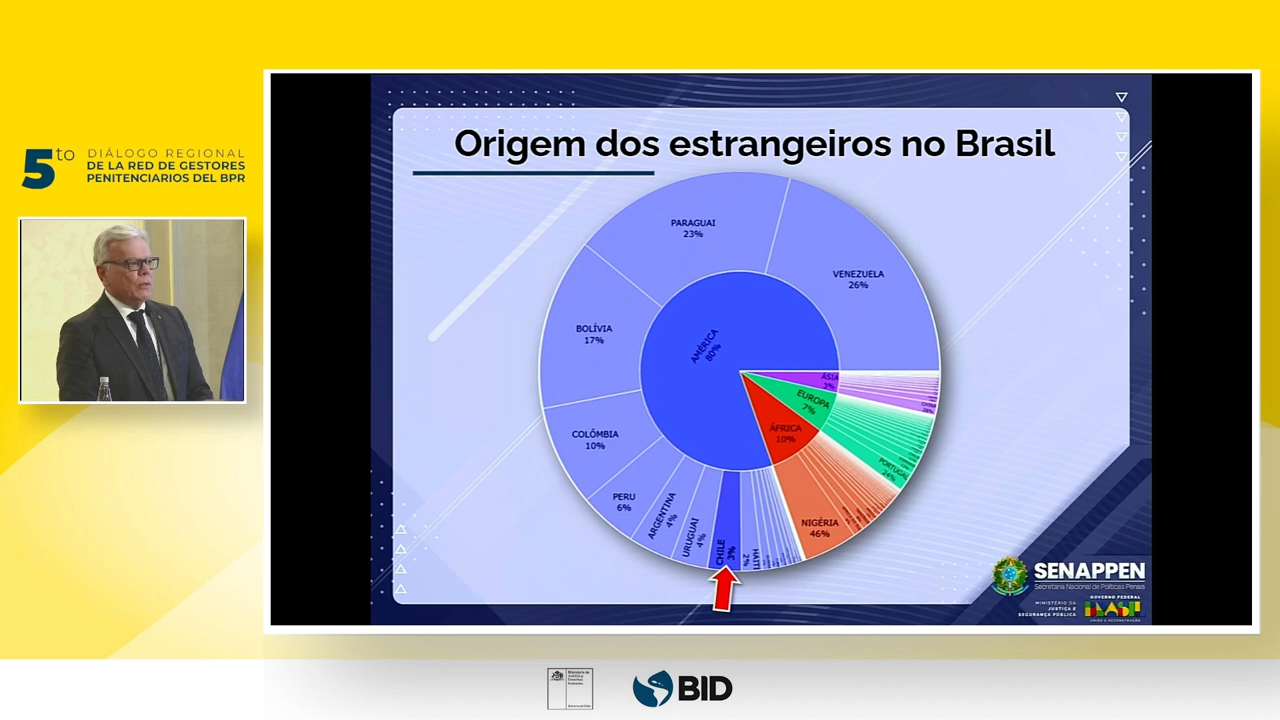 5to
DIÁLOGO REGIONAL
DE LA RED DE GESTORES
PENITENCIARIOS DEL BPR
Origem dos estrangeiros no Brasil
PARAGUAI
23%
VENEZUELA
26%
BOLÍVIA
17%
AMÉRICA
80%
COLÔMBIA
10%
PERU
6%
ARGENTINA
4%
URUGUAI
4%
CHILE
3%
HAITI
2%
ÁSIA
3%
EUROPA
7%
ÁFRICA
10%
PORTUGAL
24%
NIGÉRIA
46%
SENAPPEN
Secretaria Nacional de Políticas Penais
MINISTÉRIO DA
JUSTIÇA E
SEGURANÇA PÚBLICA
GOVERNO FEDERAL
BRASIL
UNIÃO E RECONSTRUÇÃO
BID